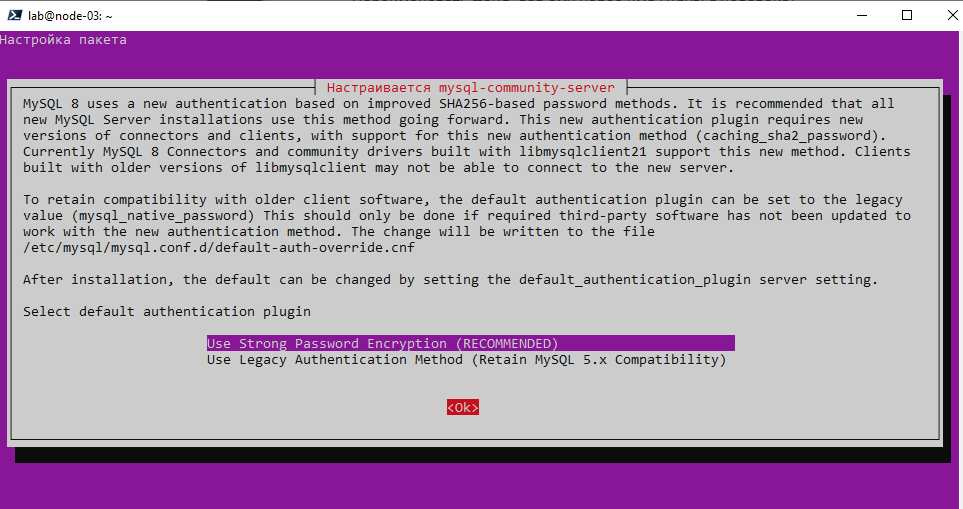 lab@node-03: ~
Настройка пакета
Настраивается mysql-community-server
MySQL 8 uses a new authentication based on improved SHA256-based password methods. It is recommended that all
new MySQL Server installations use this method going forward. This new authentication plugin requires new
versions of connectors and clients, with support for this new authentication method (caching_sha2_password).
Currently MySQL 8 Connectors and community drivers built with libmysqlclient21 support this new method. Clients
built with older versions of libmysqlclient may not be able to connect to the new server.
To retain compatibility with older client software, the default authentication plugin can be set to the legacy
value (mysql_native_password) This should only be done if required third-party software has not been updated to
work with the new authentication method. The change will be written to the file
/etc/mysql/mysql.conf.d/default-auth-override.cnf
After installation, the default can be changed by setting the default_authentication_plugin server setting.
Select default authentication plugin
Use Strong Password Encryption (RECOMMENDED)
Use Legacy Authentication Method (Retain MySQL 5.x Compatibility)
<Ok>